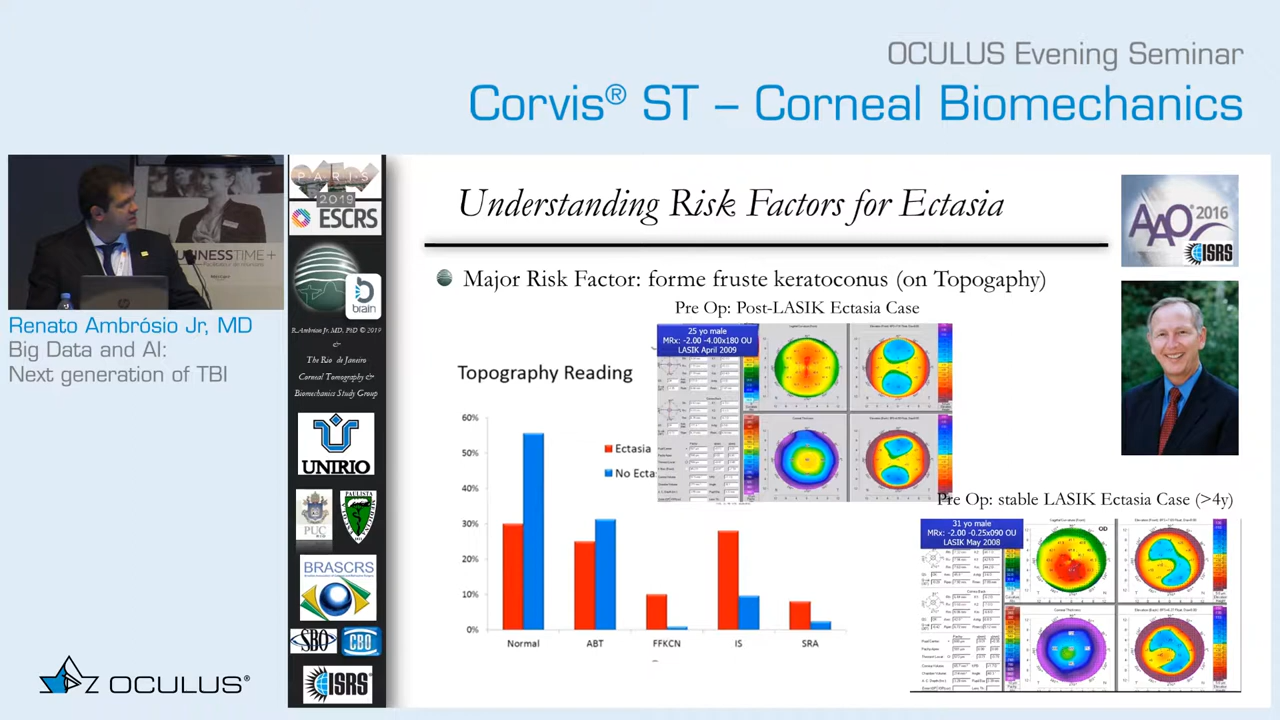 OCULUS Evening Seminar
Corvis® ST – Corneal Biomechanics
PARIS
2019
ESCRS
BUSINESSTIME +
brain
R.Ambrósio Jr, MD, PhD © 2019
&
The Rio de Janeiro
Corneal Tomography &
Biomechanics Study Group
UNIRIO
PUC
PAULISTA
BRASCRS
SBO
CBO
ISRS
Renato Ambrósio Jr, MD
Big Data and AI:
Next generation of TBI
OCULUS®
Understanding Risk Factors for Ectasia
AAO® 2016
ISRS
Major Risk Factor: forme fruste keratoconus (on Topogaphy)
Pre Op: Post-LASIK Ectasia Case
25 yo male
MRx: -2.00 -4.00x180 OU
LASIK April 2009
Topography Reading
60%
50%
40%
30%
20%
10%
0%
Ectasia
No Ecta
Normal ABT FFKCN IS SRA
Pre Op: stable LASIK Ectasia Case (>4y)
31 yo male
MRx: -2.00 -0.25x090 OU
LASIK May 2008
OD